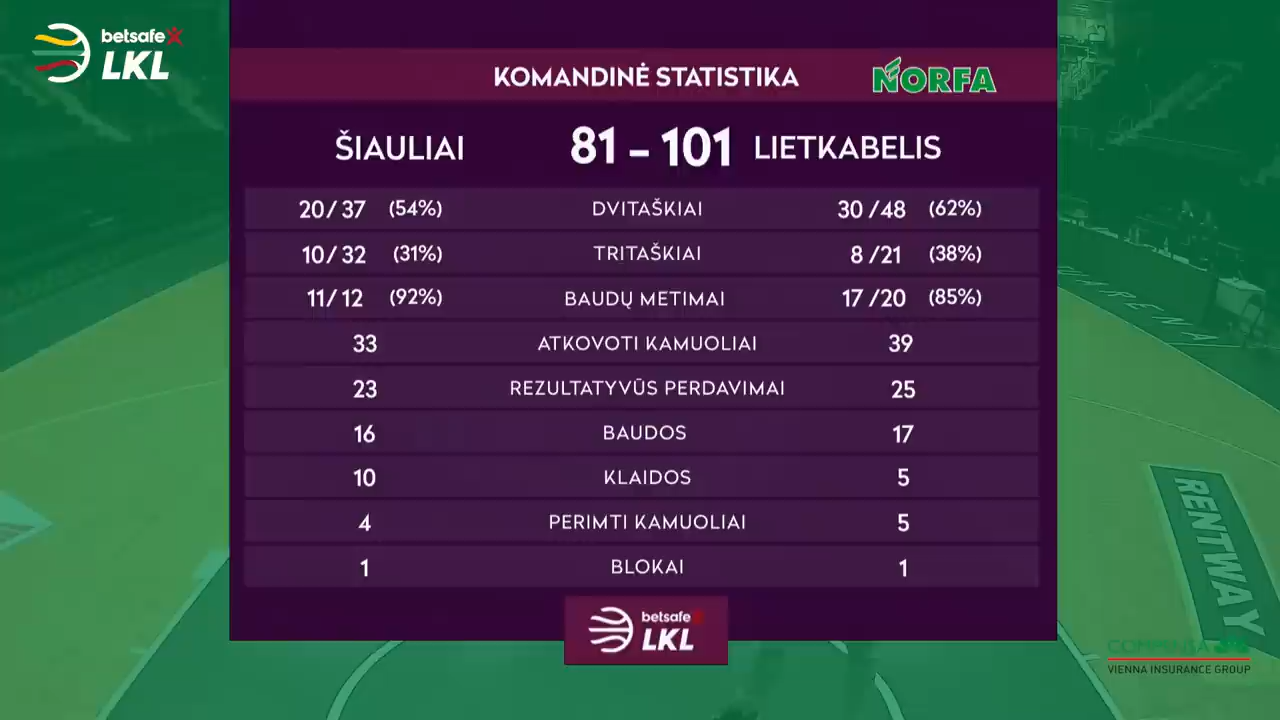 betsafe
LKL
KOMANDINĖ STATISTIKA
NORFA
ŠIAULIAI 81 – 101 LIETKABELIS
20/37 (54%) DVITAŠKIAI 30/48 (62%)
10/32 (31%) TRITAŠKIAI 8/21 (38%)
11/12 (92%) BAUDŲ METIMAI 17/20 (85%)
33 ATKOVOTI KAMUOLIAI 39
23 REZULTATYVŪS PERDAVIMAI 25
16 BAUDOS 17
10 KLAIDOS 5
4 PERIMTI KAMUOLIAI 5
1 BLOKAI 1
betsafe
LKL
RENTWAY
COMPENSA
VIENNA INSURANCE GROUP